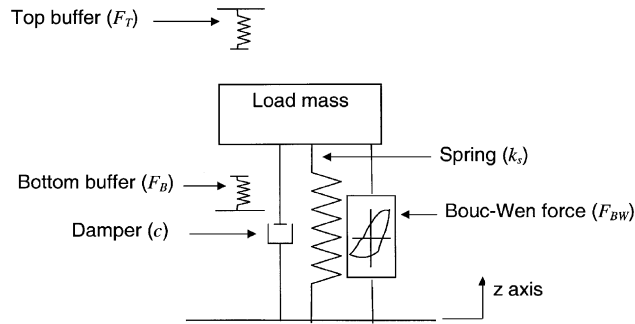 Top buffer (F_T)
Load mass
Spring (k_s)
Bottom buffer (F_B)
Bouc-Wen force (F_BW)
Damper (c)
z axis